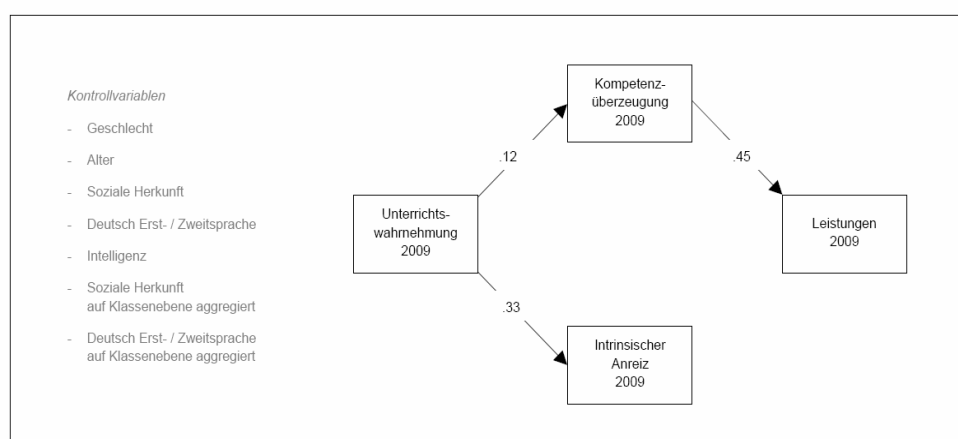 Kontrollvariablen
- Geschlecht
- Alter
- Soziale Herkunft
- Deutsch Erst- / Zweitsprache
- Intelligenz
- Soziale Herkunft
auf Klassenebene aggregiert
- Deutsch Erst- / Zweitsprache
auf Klassenebene aggregiert
Unterrichts-
wahrnehmung
2009
.12
.33
Kompetenz-
überzeugung
2009
Intrinsischer
Anreiz
2009
.45
Leistungen
2009